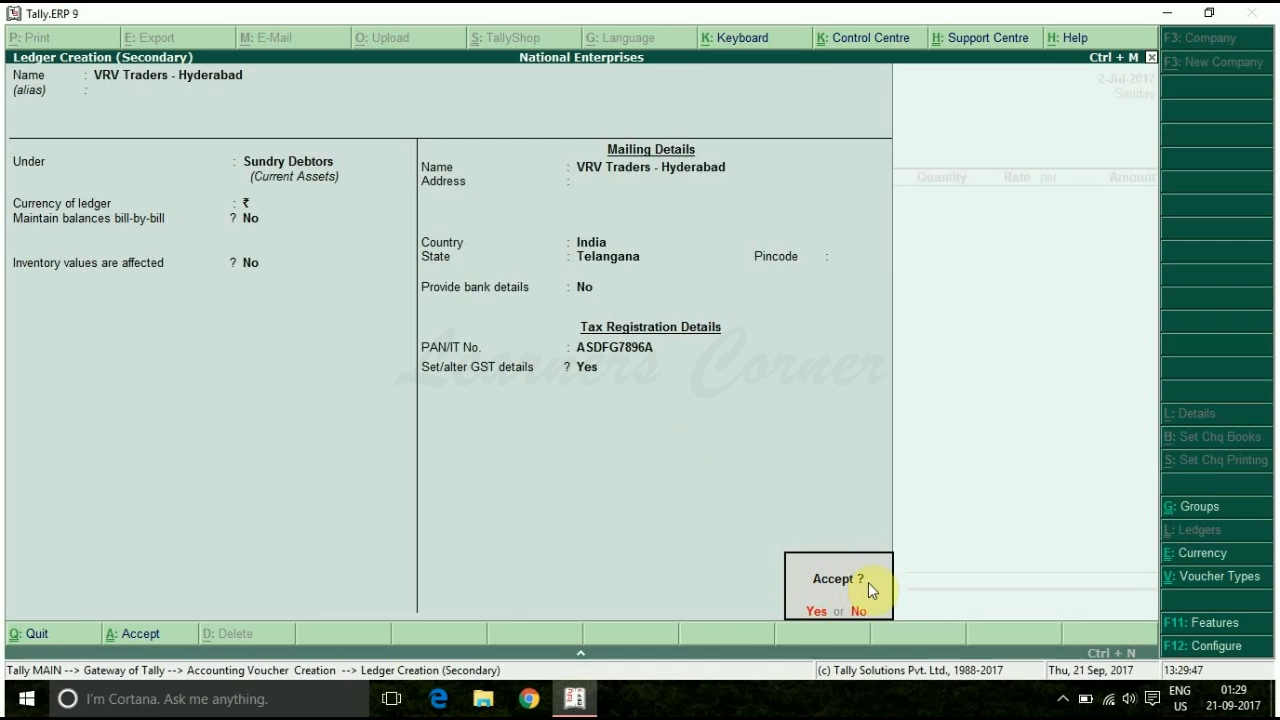 Tally.ERP 9
P: Print E: Export M: E-Mail O: Upload S: TallyShop G: Language K: Keyboard K: Control Centre H: Support Centre H: Help
F3: Company
F3: New Company
Ledger Creation (Secondary) National Enterprises Ctrl + M
Name : VRV Traders - Hyderabad
(alias) :
2-Jul-2017
Sunday
Under : Sundry Debtors
(Current Assets)
Currency of ledger : ₹
Maintain balances bill-by-bill ? No
Inventory values are affected ? No
Mailing Details
Name : VRV Traders - Hyderabad
Address :
Country : India
State : Telangana Pincode :
Provide bank details : No
Tax Registration Details
PAN/IT No. : ASDFG7896A
Set/alter GST details ? Yes
Learners Corner
Quantity Rate per Amount
Accept ?
Yes or No
L: Details
B: Set Chq Books
S: Set Chq Printing
G: Groups
L: Ledgers
E: Currency
V: Voucher Types
F11: Features
F12: Configure
Q: Quit A: Accept D: Delete
Ctrl + N
Tally MAIN --> Gateway of Tally --> Accounting Voucher Creation --> Ledger Creation (Secondary) (c) Tally Solutions Pvt. Ltd., 1988-2017 Thu, 21 Sep, 2017 13:29:47
I'm Cortana. Ask me anything.
ENG
US
01:29
21-09-2017